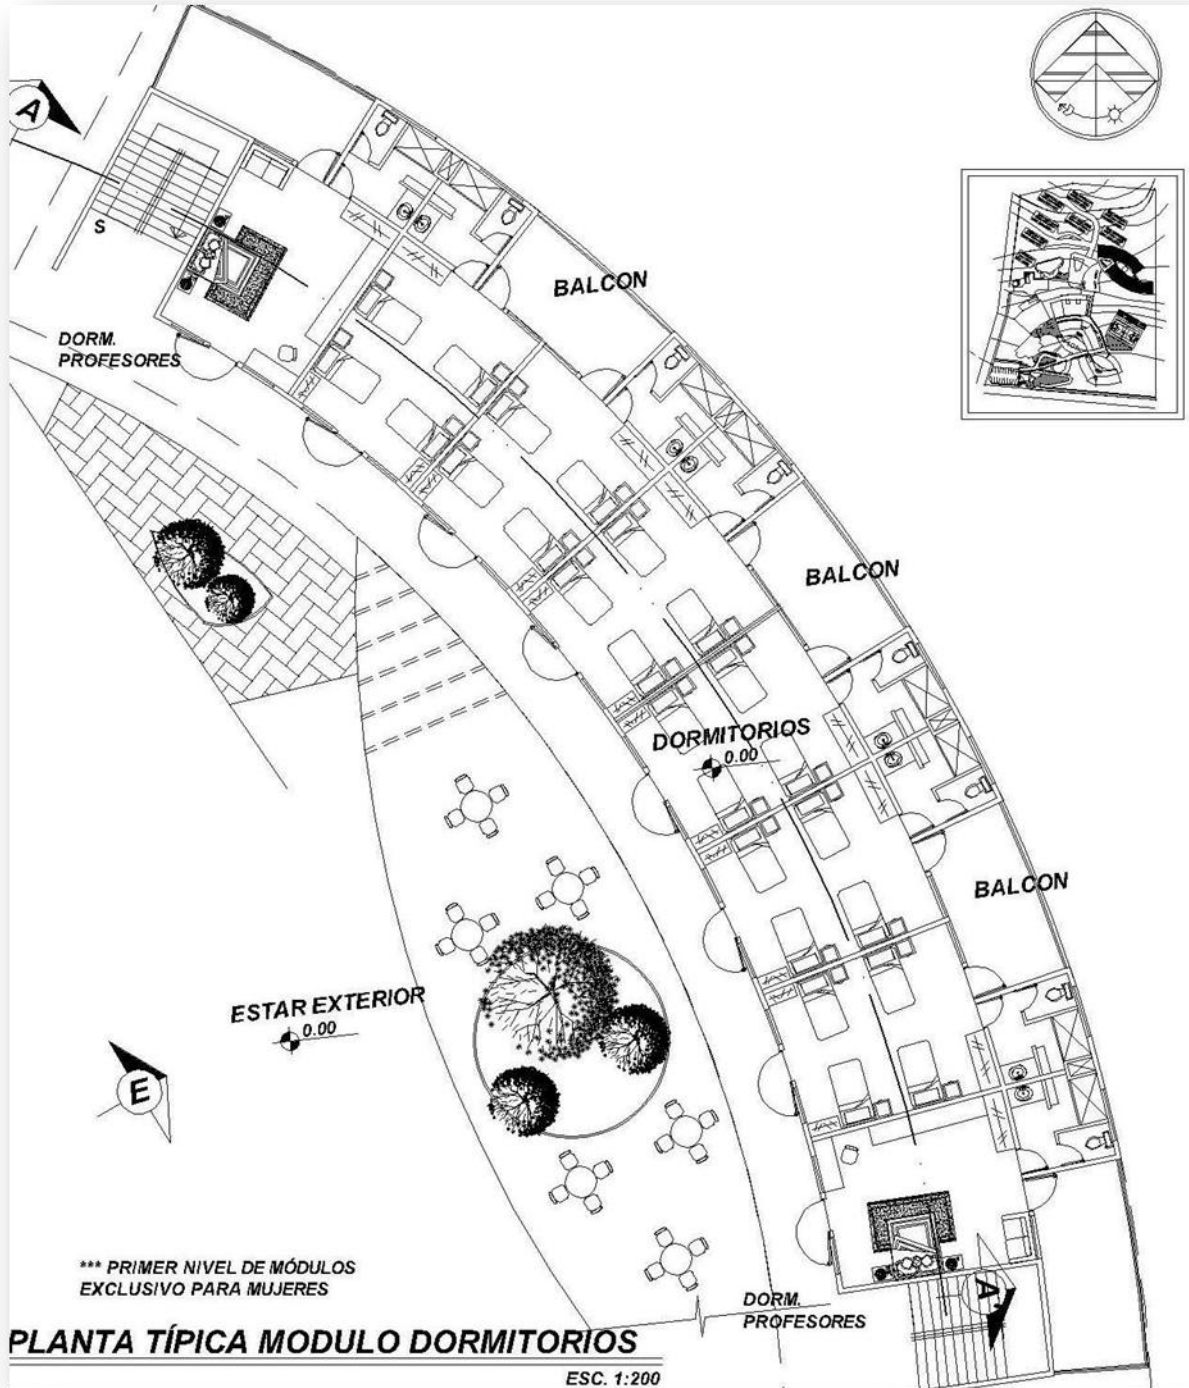 A
S
BALCON
DORM.
PROFESORES
BALCON
DORMITORIOS
0.00
BALCON
ESTAR EXTERIOR
0.00
E
*** PRIMER NIVEL DE MÓDULOS
EXCLUSIVO PARA MUJERES
A'
DORM.
PROFESORES
PLANTA TÍPICA MODULO DORMITORIOS
ESC. 1:200